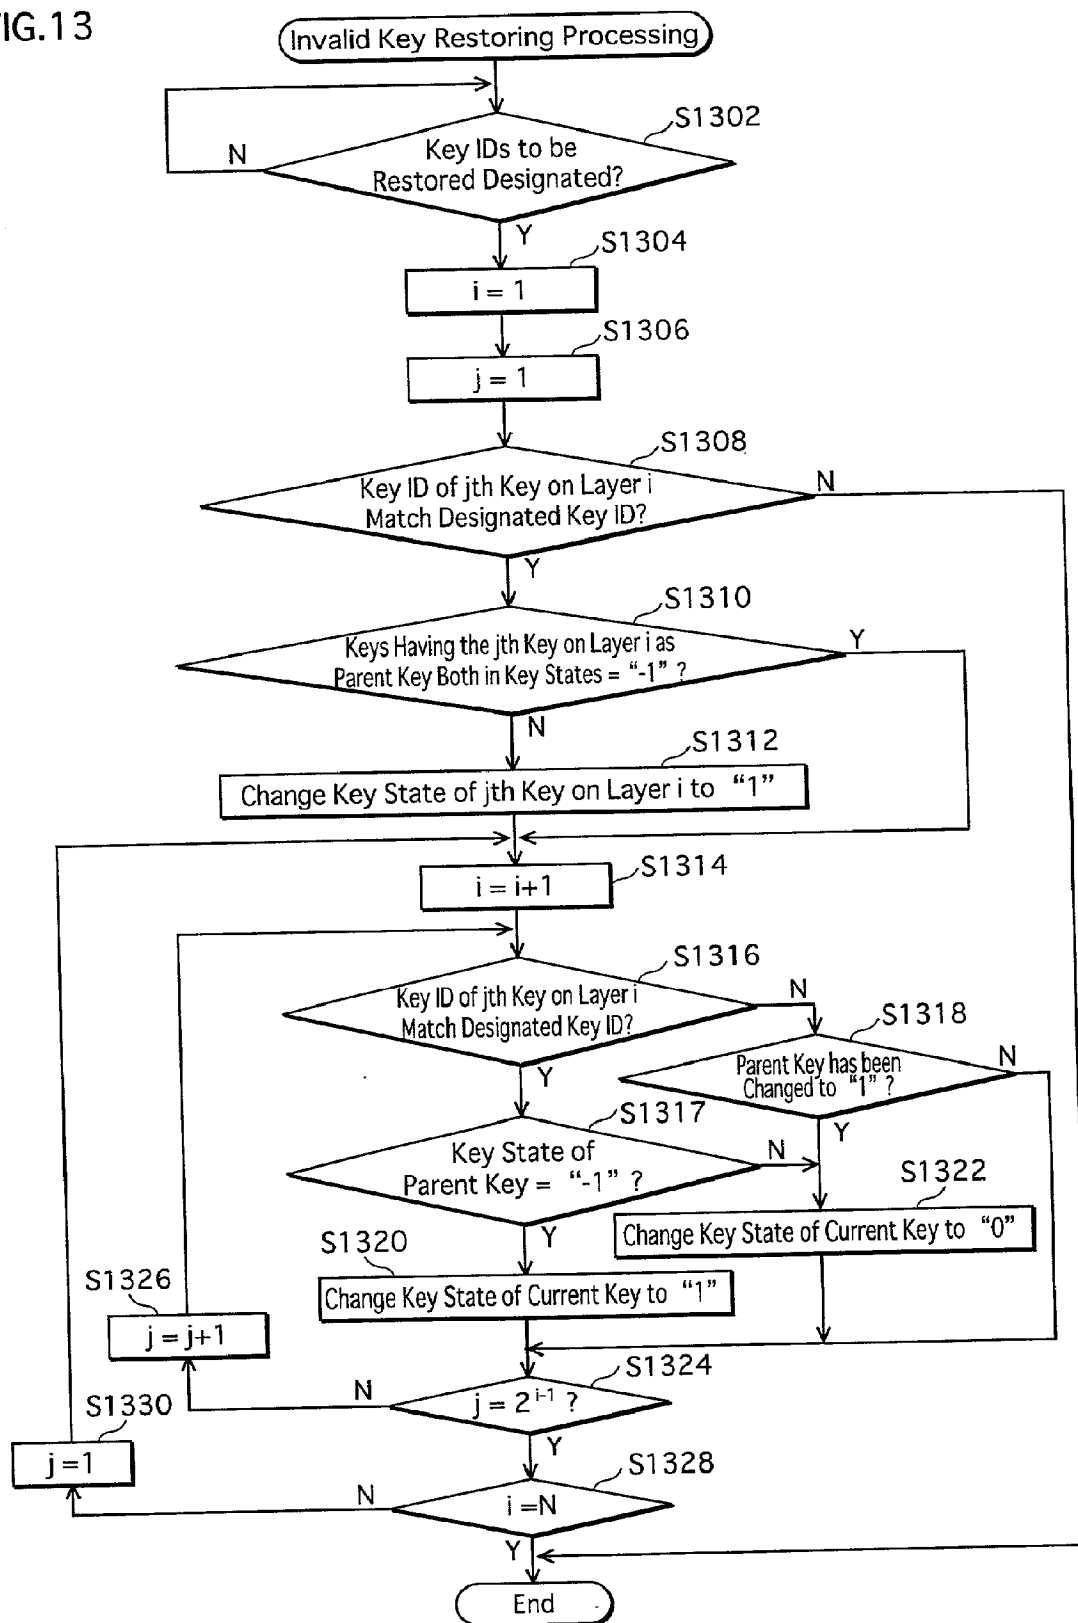 IG.13
Invalid Key Restoring Processing
S1302
Key IDs to be
Restored Designated?
N
Y
S1304
i = 1
S1306
j = 1
S1308
Key ID of jth Key on Layer i
Match Designated Key ID?
N
Y
S1310
Keys Having the jth Key on Layer i as
Parent Key Both in Key States = “-1” ?
Y
N
S1312
Change Key State of jth Key on Layer i to “1”
S1314
i = i+1
S1316
Key ID of jth Key on Layer i
Match Designated Key ID?
N
Y
S1318
Parent Key has been
Changed to “1” ?
N
Y
S1317
Key State of
Parent Key = “-1” ?
N
Y
S1322
Change Key State of Current Key to “0”
S1320
Change Key State of Current Key to “1”
S1326
j = j+1
S1324
j = 2^{i-1} ?
N
Y
S1330
j=1
S1328
i =N
N
Y
End